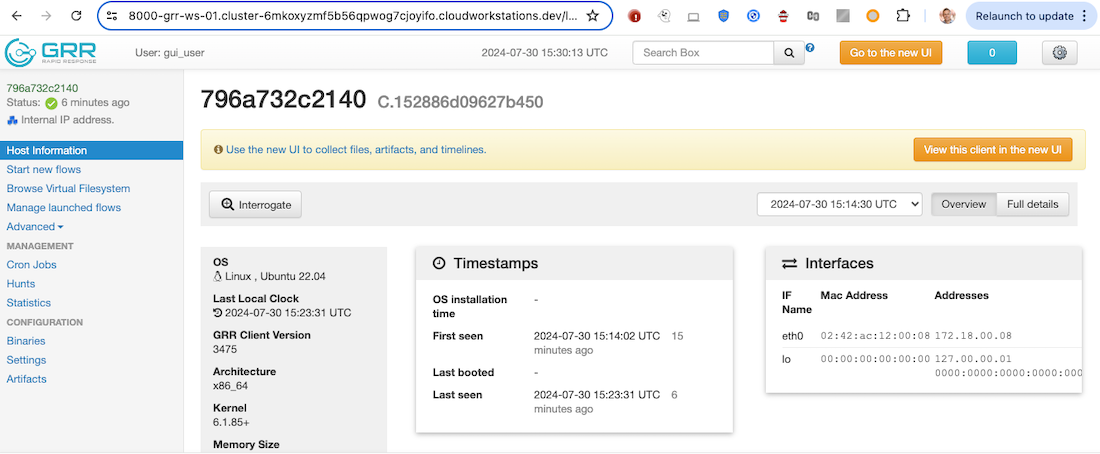 8000-grr-ws-01.cluster-6mkoxyzmf5b56qpwog7cjoyifo.cloudworkstations.dev/l...
Relaunch to update
GRR
RAPID RESPONSE
User: gui_user
2024-07-30 15:30:13 UTC
Search Box
Go to the new UI
0
796a732c2140
Status: 6 minutes ago
Internal IP address.
Host Information
Start new flows
Browse Virtual Filesystem
Manage launched flows
Advanced
MANAGEMENT
Cron Jobs
Hunts
Statistics
CONFIGURATION
Binaries
Settings
Artifacts
796a732c2140 C.152886d09627b450
Use the new UI to collect files, artifacts, and timelines.
View this client in the new UI
Interrogate
2024-07-30 15:14:30 UTC
Overview
Full details
OS
Linux , Ubuntu 22.04
Last Local Clock
2024-07-30 15:23:31 UTC
GRR Client Version
3475
Architecture
x86_64
Kernel
6.1.85+
Memory Size
Timestamps
OS installation time -
First seen 2024-07-30 15:14:02 UTC 15 minutes ago
Last booted -
Last seen 2024-07-30 15:23:31 UTC 6 minutes ago
Interfaces
IF Name Mac Address Addresses
eth0 02:42:ac:12:00:08 172.18.00.08
lo 00:00:00:00:00:00 127.00.00.01
0000:0000:0000:0000:000